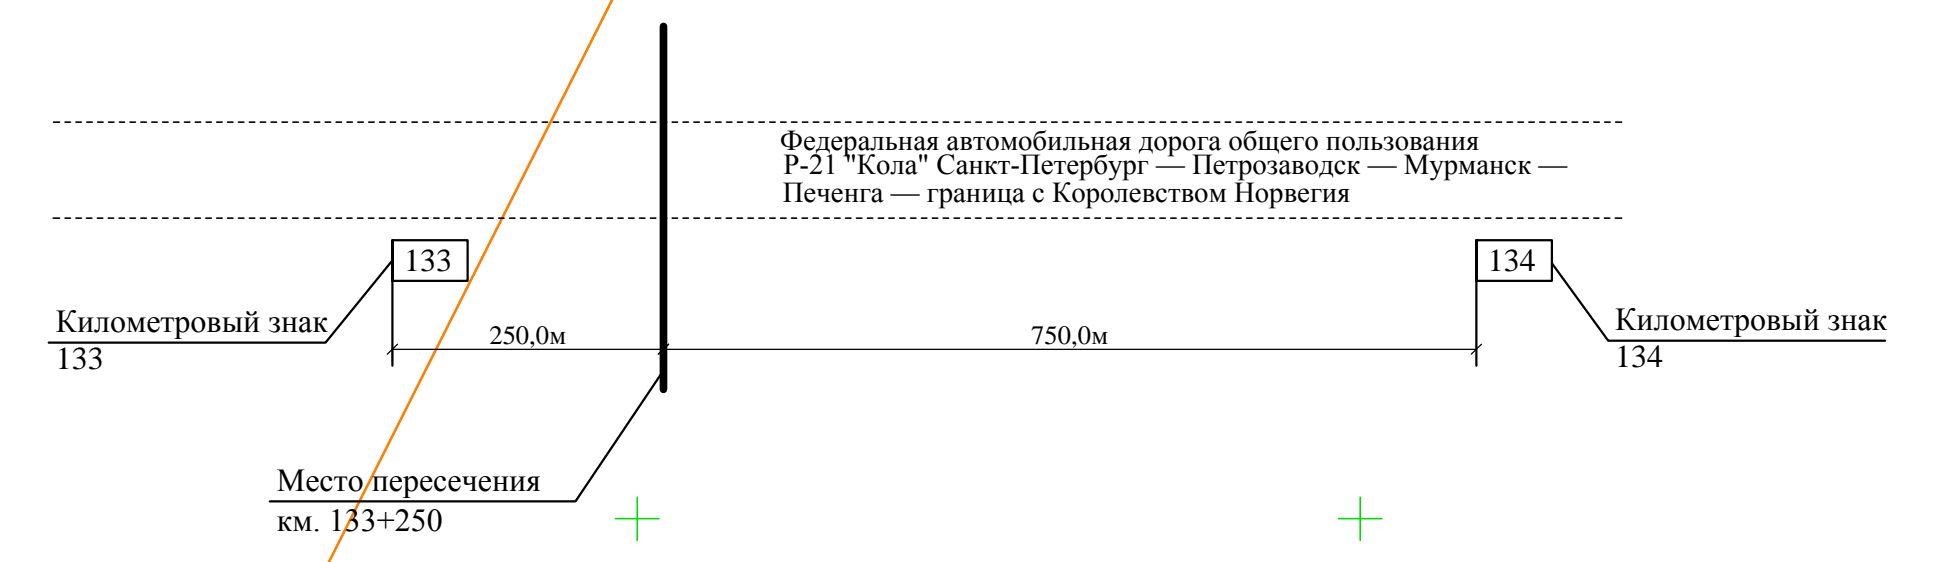 Федеральная автомобильная дорога общего пользования
Р-21 "Кола" Санкт-Петербург — Петрозаводск — Мурманск —
Печенга — граница с Королевством Норвегия
133
134
Километровый знак
133
250,0м
750,0м
Километровый знак
134
Место пересечения
км. 133+250